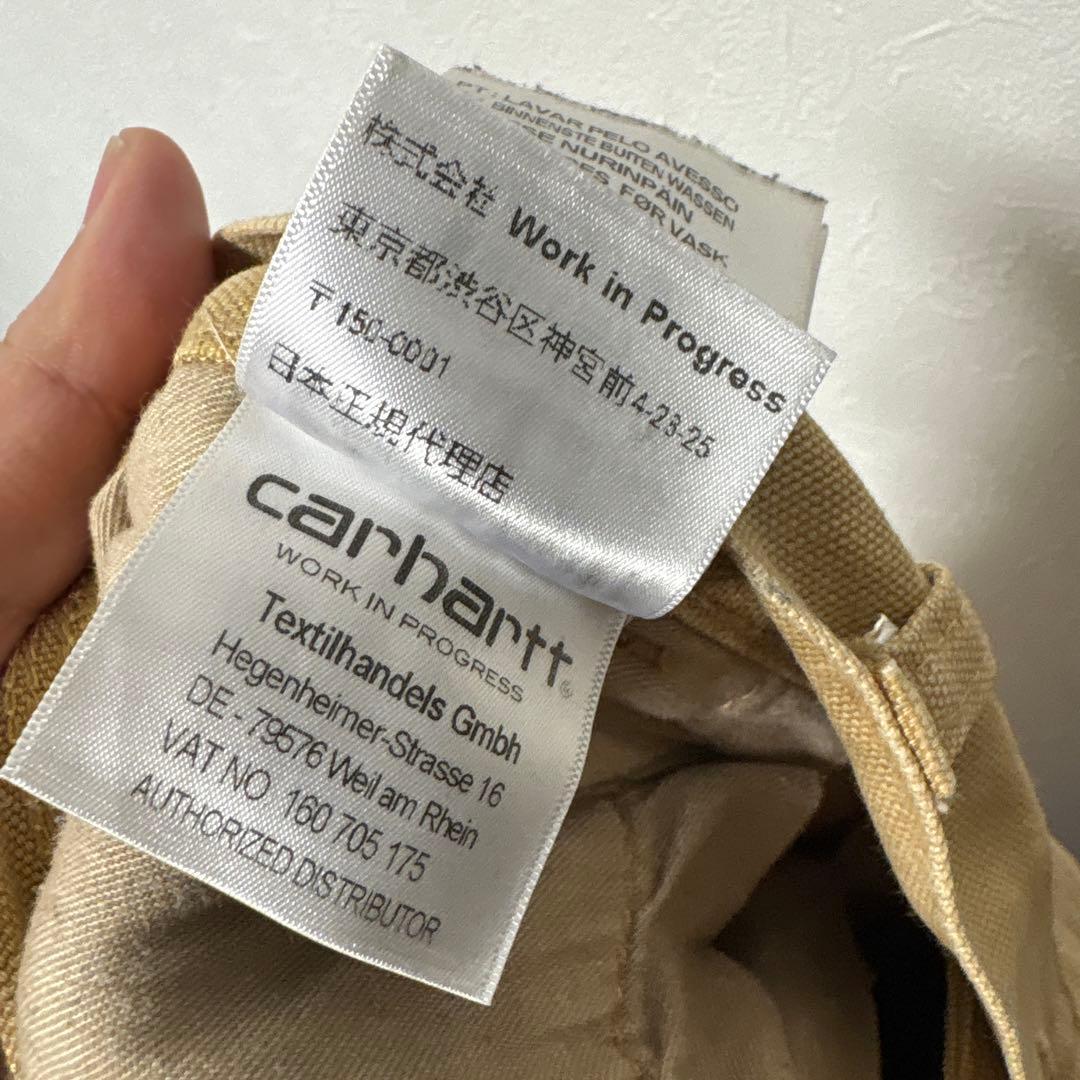 PT: LAVAR PELO AVESSO
BINNENSTE BUITEN WASSEN
NURINPÄIN
FØR VASK
株式会社 Work in Progress
東京都渋谷区神宮前4-23-25
〒150-0001
日本正規代理店
carhartt
WORK IN PROGRESS
Textilhandels Gmbh
Hegenheimer-Strasse 16
DE - 79576 Weil am Rhein
VAT NO 160 705 175
AUTHORIZED DISTRIBUTOR